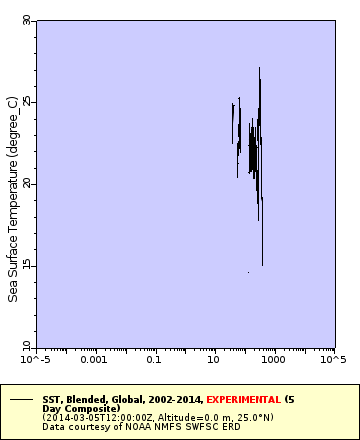 30
25
20
15
10
Sea Surface Temperature (degree_C)
10^-5 0.001 0.1 10 1000 10^5
SST, Blended, Global, 2002-2014, EXPERIMENTAL (5
Day Composite)
(2014-03-05T12:00:00Z, Altitude=0.0 m, 25.0°N)
Data courtesy of NOAA NMFS SWFSC ERD